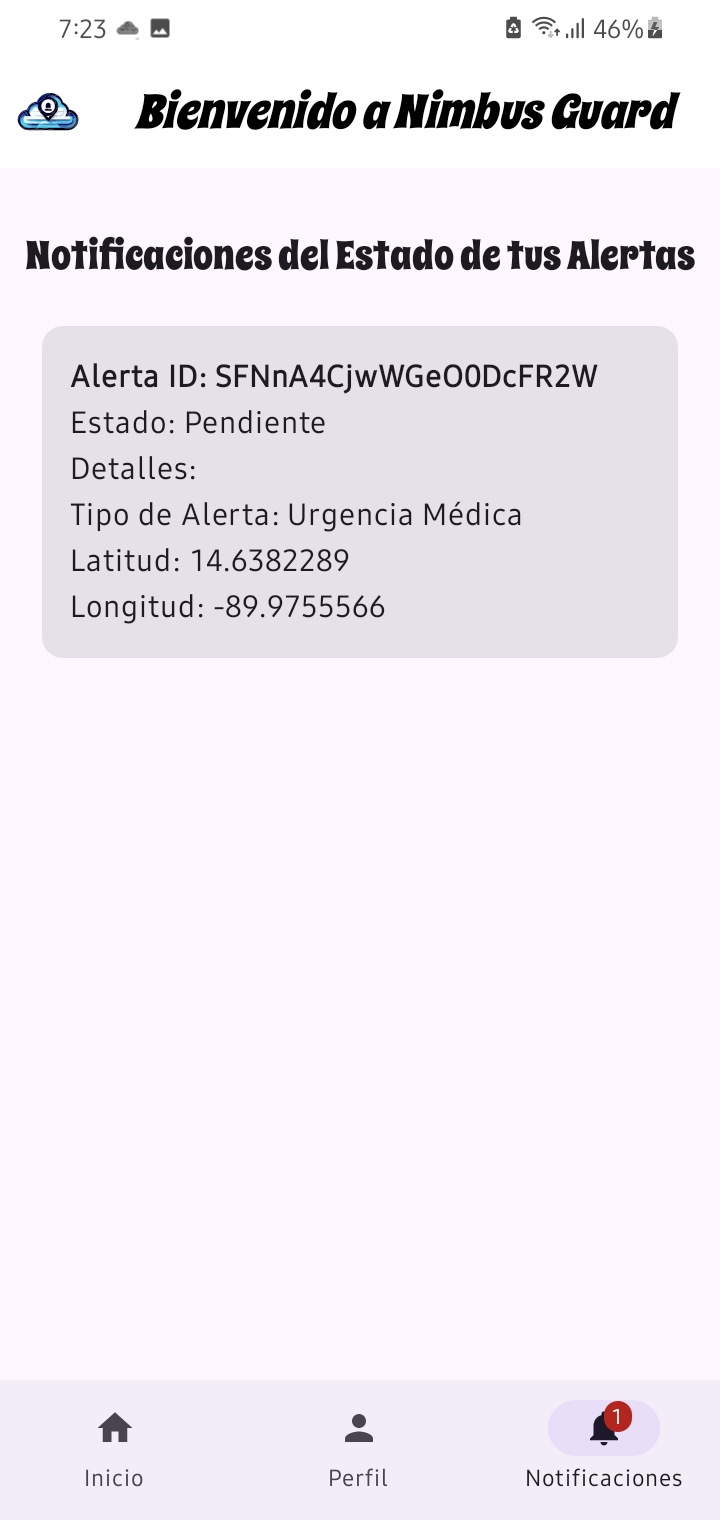 7:23
46%
Bienvenido a Nimbus Guard
Notificaciones del Estado de tus Alertas
Alerta ID: SFNnA4CjwWGeO0DcFR2W
Estado: Pendiente
Detalles:
Tipo de Alerta: Urgencia Médica
Latitud: 14.6382289
Longitud: -89.9755566
1
Inicio
Perfil
Notificaciones